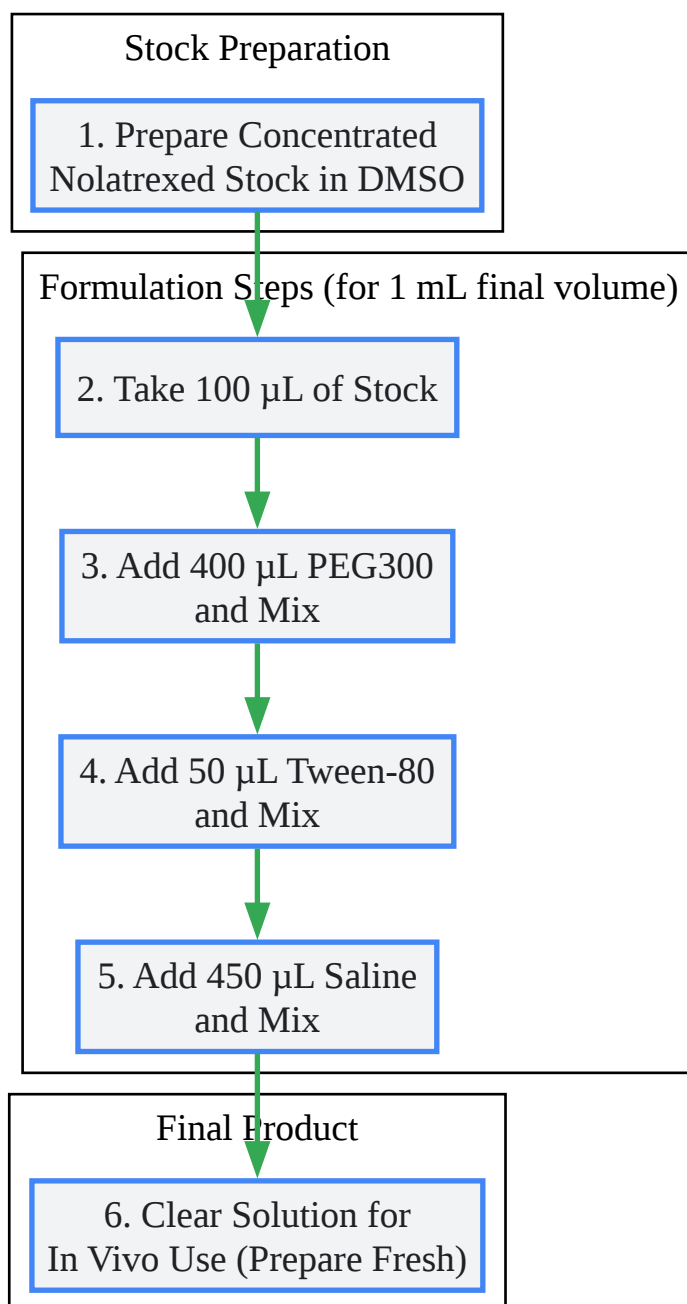 Stock Preparation
1. Prepare Concentrated
Nolatrexed Stock in DMSO
Formulation Steps (for 1 mL final volume)
2. Take 100 µL of Stock
3. Add 400 µL PEG300
and Mix
4. Add 50 µL Tween-80
and Mix
5. Add 450 µL Saline
and Mix
Final Product
6. Clear Solution for
In Vivo Use (Prepare Fresh)